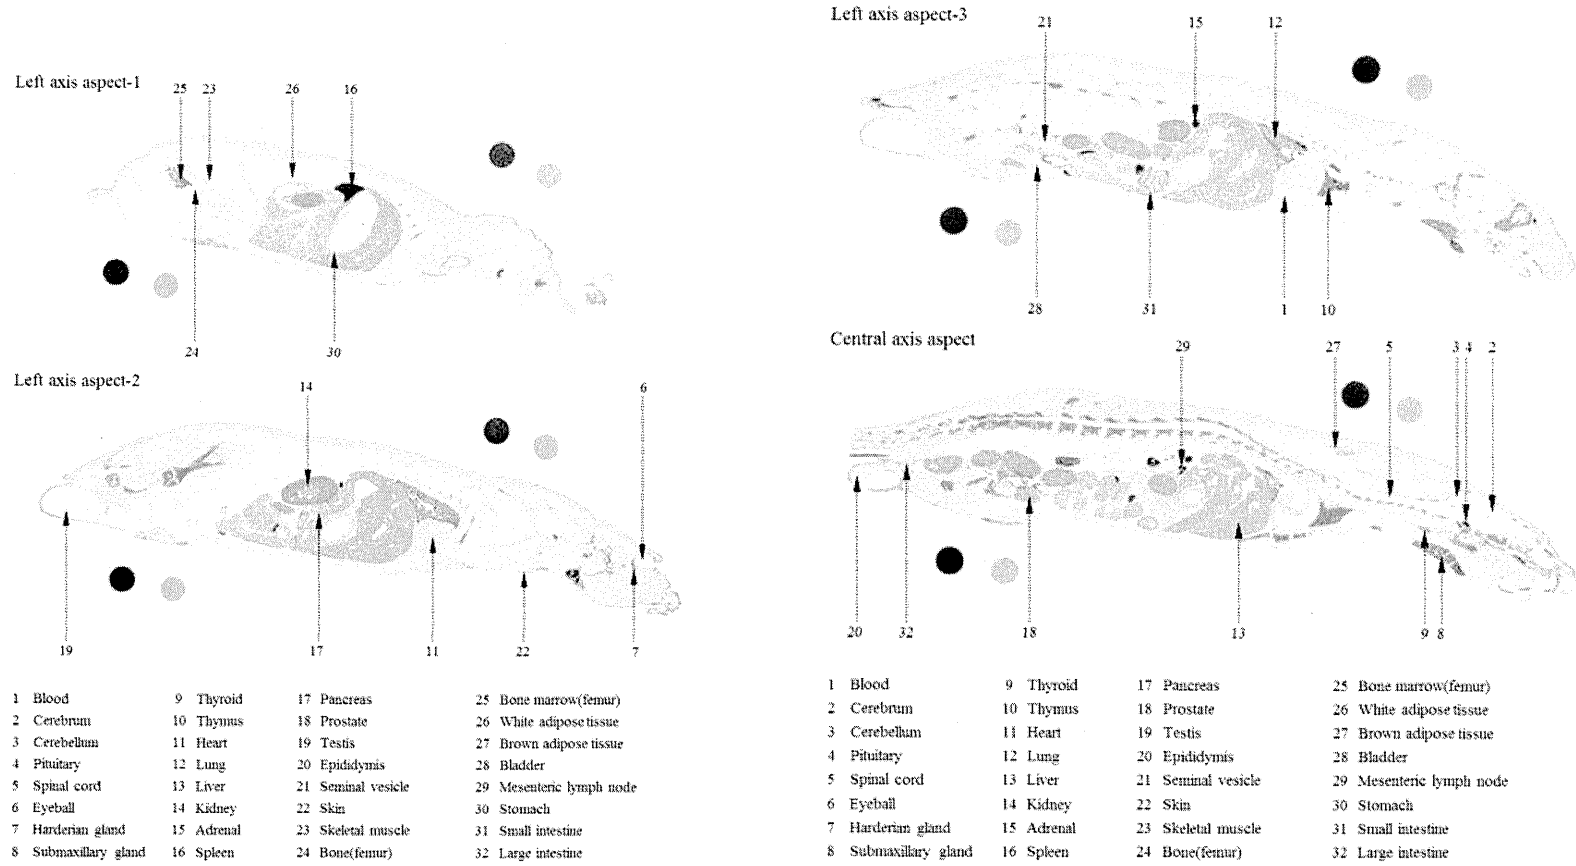 Left axis aspect-1
25 23 26 16
24 30
Left axis aspect-2
14 6
19 17 11 22 7
1 Blood 9 Thyroid 17 Pancreas 25 Bone marrow(femur)
2 Cerebrum 10 Thymus 18 Prostate 26 White adipose tissue
3 Cerebellum 11 Heart 19 Testis 27 Brown adipose tissue
4 Pituitary 12 Lung 20 Epididymis 28 Bladder
5 Spinal cord 13 Liver 21 Seminal vesicle 29 Mesenteric lymph node
6 Eyeball 14 Kidney 22 Skin 30 Stomach
7 Harderian gland 15 Adrenal 23 Skeletal muscle 31 Small intestine
8 Submaxillary gland 16 Spleen 24 Bone(femur) 32 Large intestine
Left axis aspect-3
21 15 12
28 31 1 10
Central axis aspect
29 27 5 3 4 2
20 32 18 13 9 8
1 Blood 9 Thyroid 17 Pancreas 25 Bone marrow(femur)
2 Cerebrum 10 Thymus 18 Prostate 26 White adipose tissue
3 Cerebellum 11 Heart 19 Testis 27 Brown adipose tissue
4 Pituitary 12 Lung 20 Epididymis 28 Bladder
5 Spinal cord 13 Liver 21 Seminal vesicle 29 Mesenteric lymph node
6 Eyeball 14 Kidney 22 Skin 30 Stomach
7 Harderian gland 15 Adrenal 23 Skeletal muscle 31 Small intestine
8 Submaxillary gland 16 Spleen 24 Bone(femur) 32 Large intestine